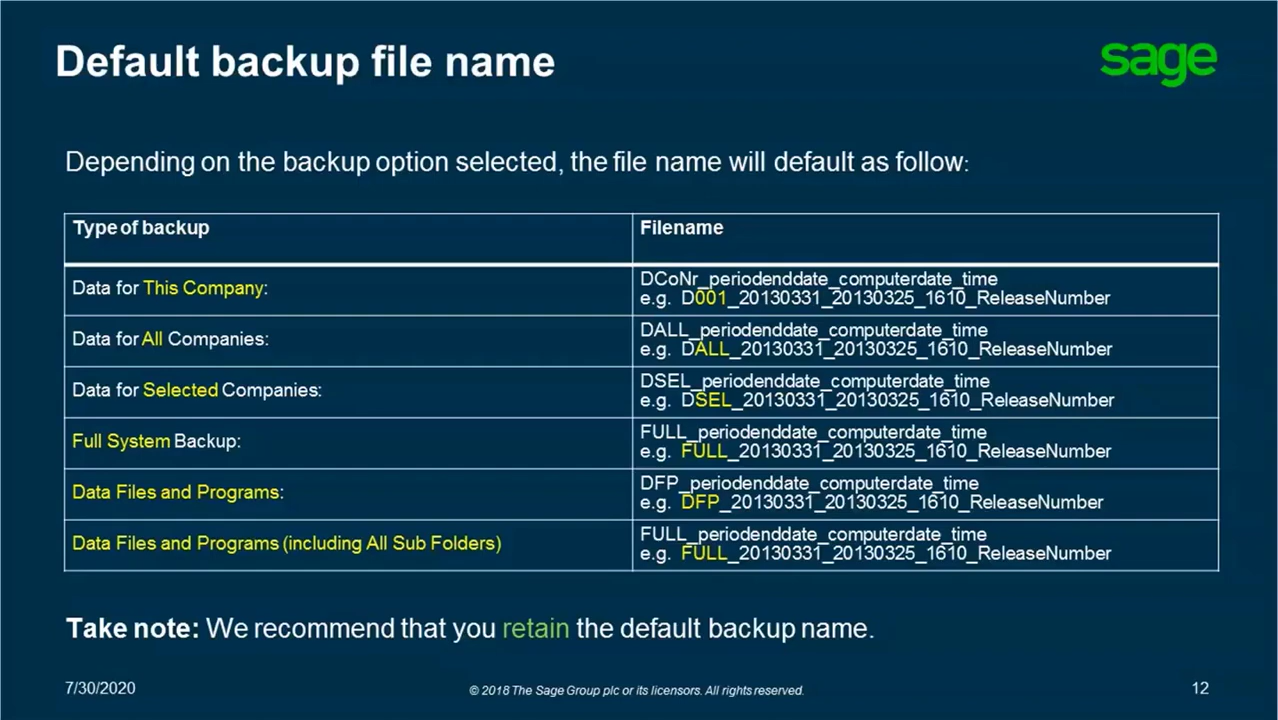 Default backup file name
sage
Depending on the backup option selected, the file name will default as follow:
Type of backup
Filename
Data for This Company:
DCoNr_periodenddate_computerdate_time
e.g. D001_20130331_20130325_1610_ReleaseNumber
Data for All Companies:
DALL_periodenddate_computerdate_time
e.g. DALL_20130331_20130325_1610_ReleaseNumber
Data for Selected Companies:
DSEL_periodenddate_computerdate_time
e.g. DSEL_20130331_20130325_1610_ReleaseNumber
Full System Backup:
FULL_periodenddate_computerdate_time
e.g. FULL_20130331_20130325_1610_ReleaseNumber
Data Files and Programs:
DFP_periodenddate_computerdate_time
e.g. DFP_20130331_20130325_1610_ReleaseNumber
Data Files and Programs (including All Sub Folders)
FULL_periodenddate_computerdate_time
e.g. FULL_20130331_20130325_1610_ReleaseNumber
Take note: We recommend that you retain the default backup name.
7/30/2020
© 2018 The Sage Group plc or its licensors. All rights reserved.
12